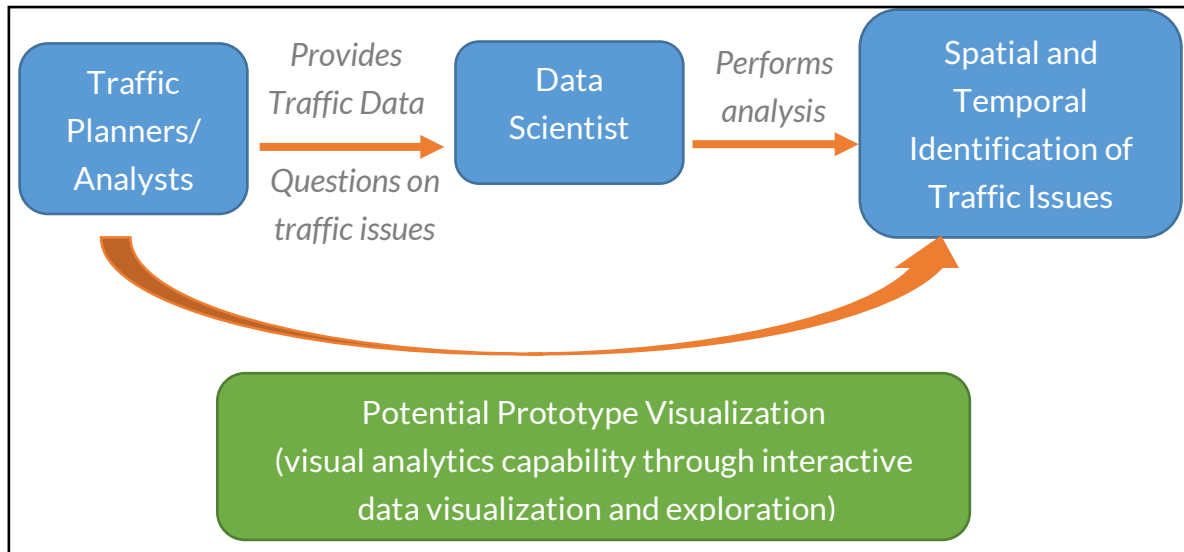 Traffic
Planners/
Analysts
Provides
Traffic Data
Questions on
traffic issues
Data
Scientist
Performs
analysis
Spatial and
Temporal
Identification of
Traffic Issues
Potential Prototype Visualization
(visual analytics capability through interactive
data visualization and exploration)